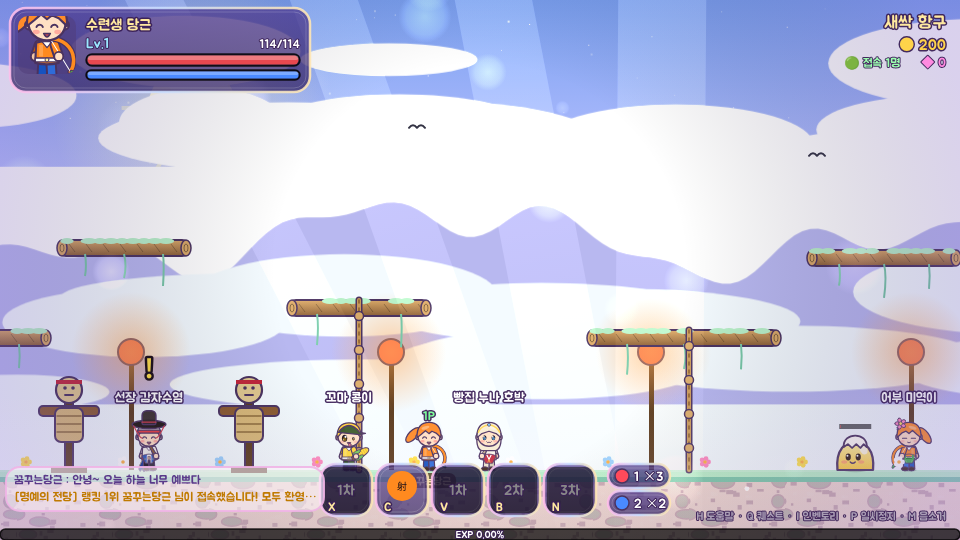 수련생 당근
Lv.1
114/114
새싹 항구
200
접속 1명
0
선장 감자수염
꼬마 콩이
빵집 누나 호박
어부 미역이
1P
꿈꾸는당근 : 안녕~ 오늘 하늘 너무 예쁘다
[명예의 전당] 랭킹 1위 꿈꾸는당근 님이 접속했습니다! 모두 환영…
1차
X
射
C
1차
V
2차
B
3차
N
1 ×3
2 ×2
H 도움말 · Q 퀘스트 · I 인벤토리 · P 일시정지 · M 음소거
EXP 0.00%